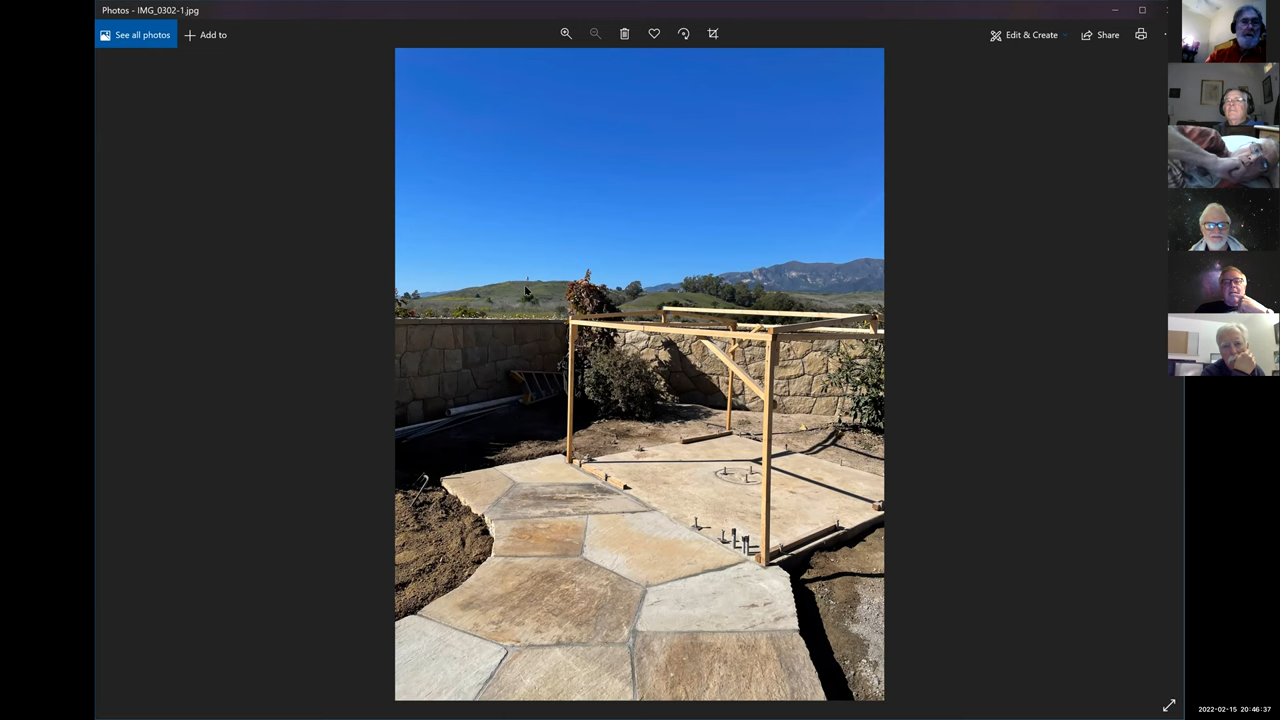 Photos - IMG_0302-1.jpg
See all photos
Add to
Edit & Create
Share
2022-02-15 20:46:37